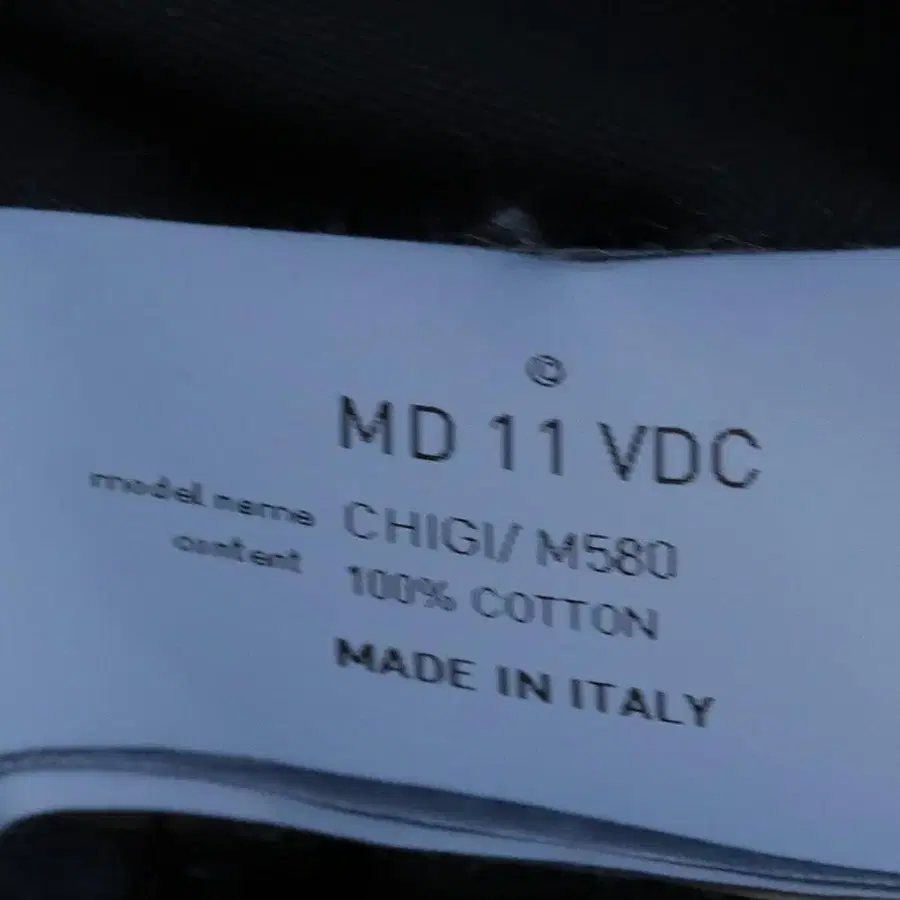 ©
MD 11 VDC
model name CHIGI/ M580
content 100% COTTON
MADE IN ITALY